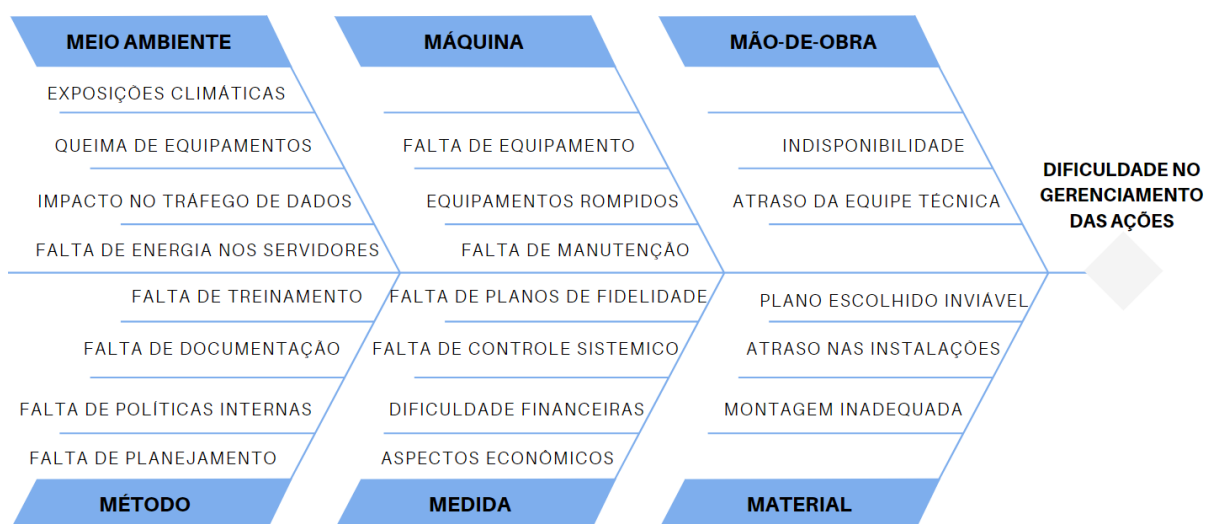 MEIO AMBIENTE
EXPOSIÇÕES CLIMÁTICAS
QUEIMA DE EQUIPAMENTOS
IMPACTO NO TRÁFEGO DE DADOS
FALTA DE ENERGIA NOS SERVIDORES
MÁQUINA
FALTA DE EQUIPAMENTO
EQUIPAMENTOS ROMPIDOS
FALTA DE MANUTENÇÃO
MÃO-DE-OBRA
INDISPONIBILIDADE
ATRASO DA EQUIPE TÉCNICA
DIFICULDADE NO
GERENCIAMENTO
DAS AÇÕES
FALTA DE TREINAMENTO
FALTA DE DOCUMENTAÇÃO
FALTA DE POLÍTICAS INTERNAS
FALTA DE PLANEJAMENTO
MÉTODO
FALTA DE PLANOS DE FIDELIDADE
FALTA DE CONTROLE SISTEMICO
DIFICULDADE FINANCEIRAS
ASPECTOS ECONÔMICOS
MEDIDA
PLANO ESCOLHIDO INVIÁVEL
ATRASO NAS INSTALAÇÕES
MONTAGEM INADEQUADA
MATERIAL